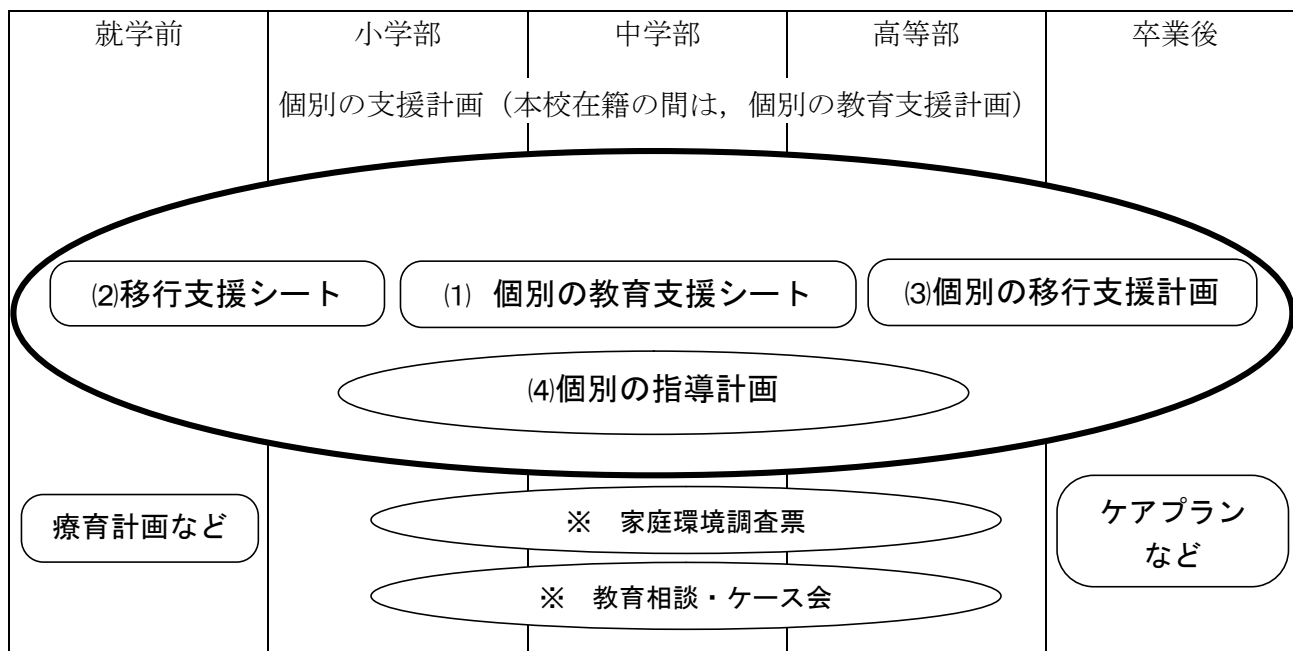 就学前 小学部 中学部 高等部 卒業後
個別の支援計画（本校在籍の間は，個別の教育支援計画）
⑵移行支援シート
⑴ 個別の教育支援シート
⑶個別の移行支援計画
⑷個別の指導計画
療育計画など
※ 家庭環境調査票
ケアプラン
など
※ 教育相談・ケース会